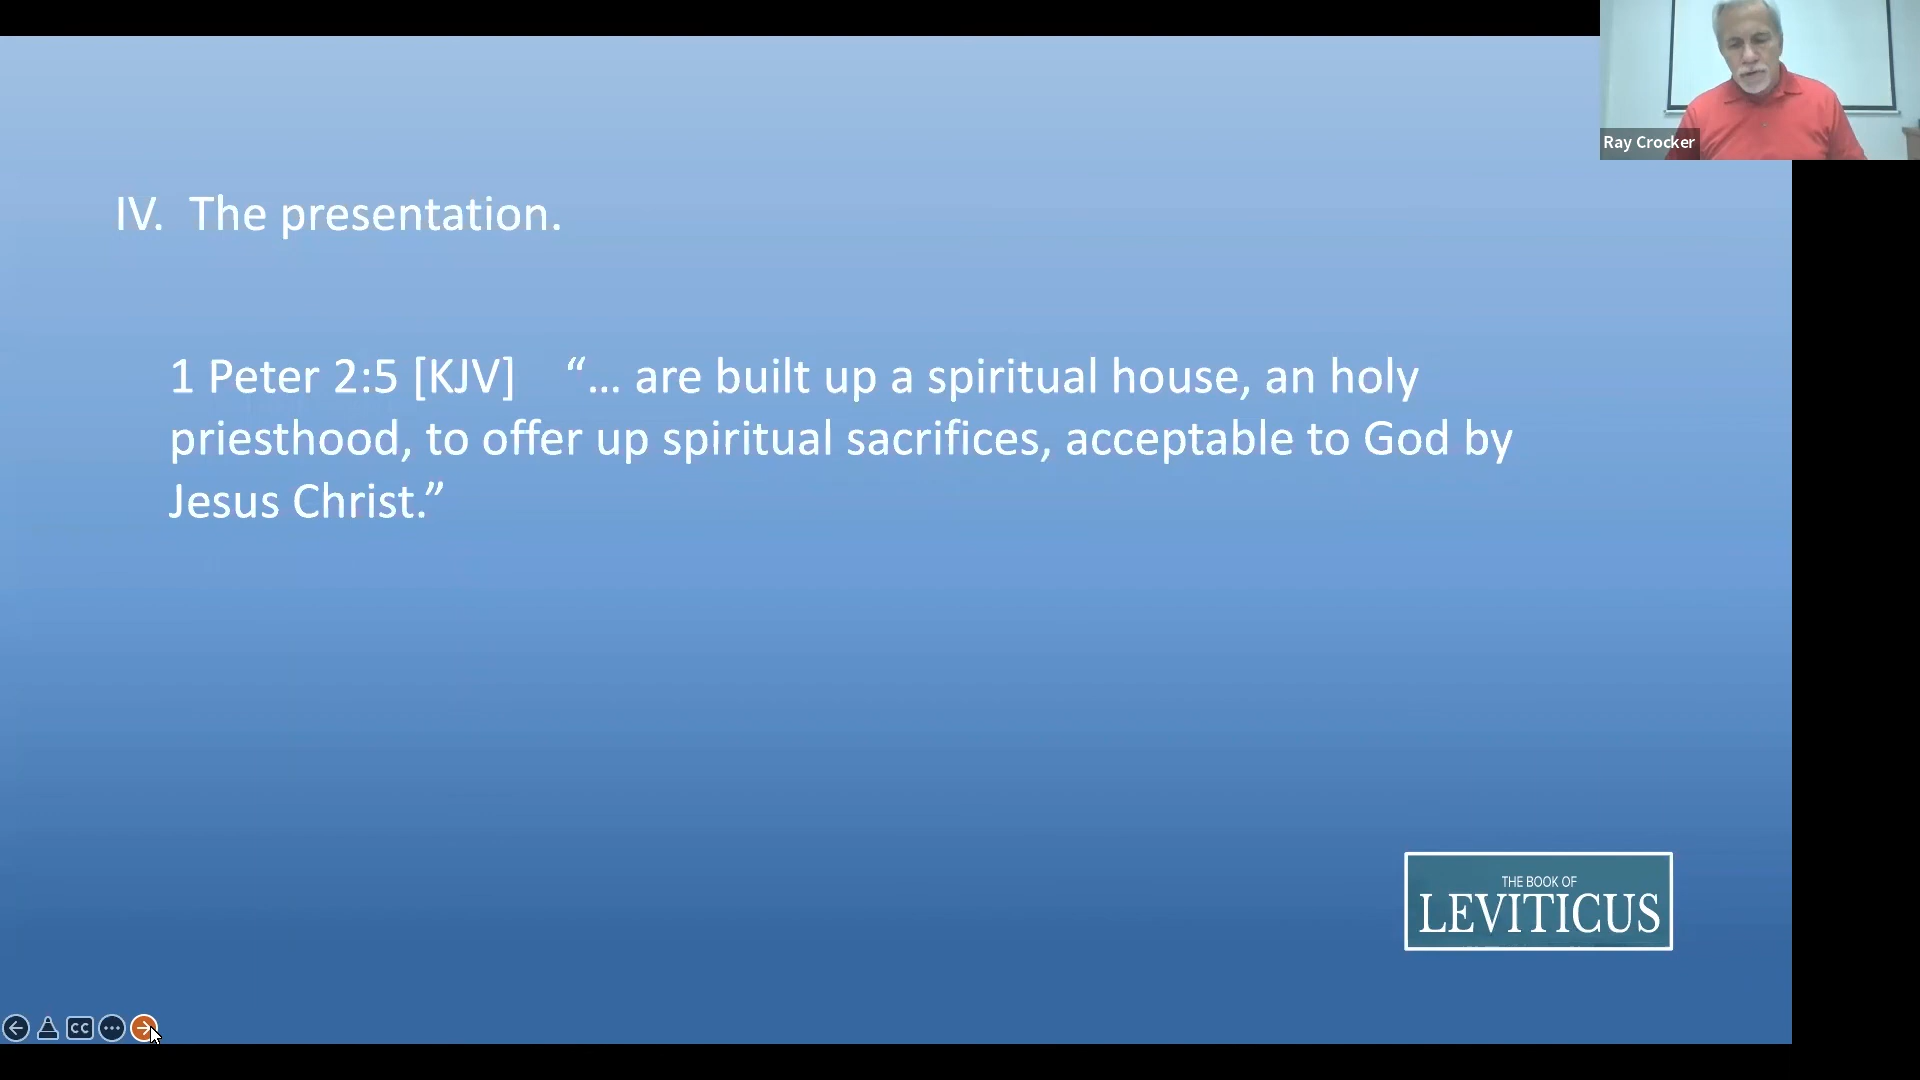 Ray Crocker
IV.  The presentation.
1 Peter 2:5 [KJV]    “... are built up a spiritual house, an holy
priesthood, to offer up spiritual sacrifices, acceptable to God by
Jesus Christ.”
THE BOOK OF
LEVITICUS
CC